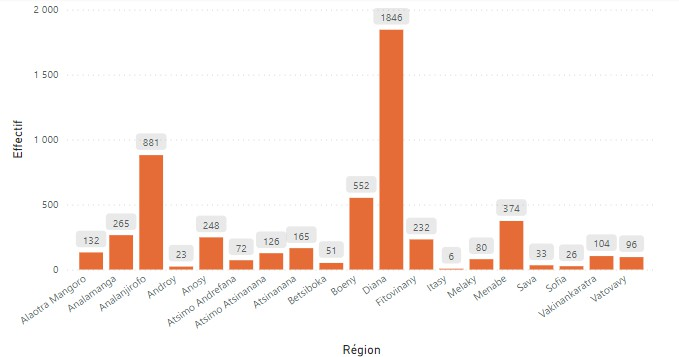 2 000
1 500
1 000
500
0
Effectif
132
265
881
23
248
72
126
165
51
552
1846
232
6
80
374
33
26
104
96
Alaotra Mangoro
Analamanga
Analanjirofo
Androy
Anosy
Atsimo Andrefana
Atsimo Atsinanana
Atsinanana
Betsiboka
Boeny
Diana
Fitovinany
Itasy
Melaky
Menabe
Sava
Sofia
Vakinankaratra
Vatovavy
Région